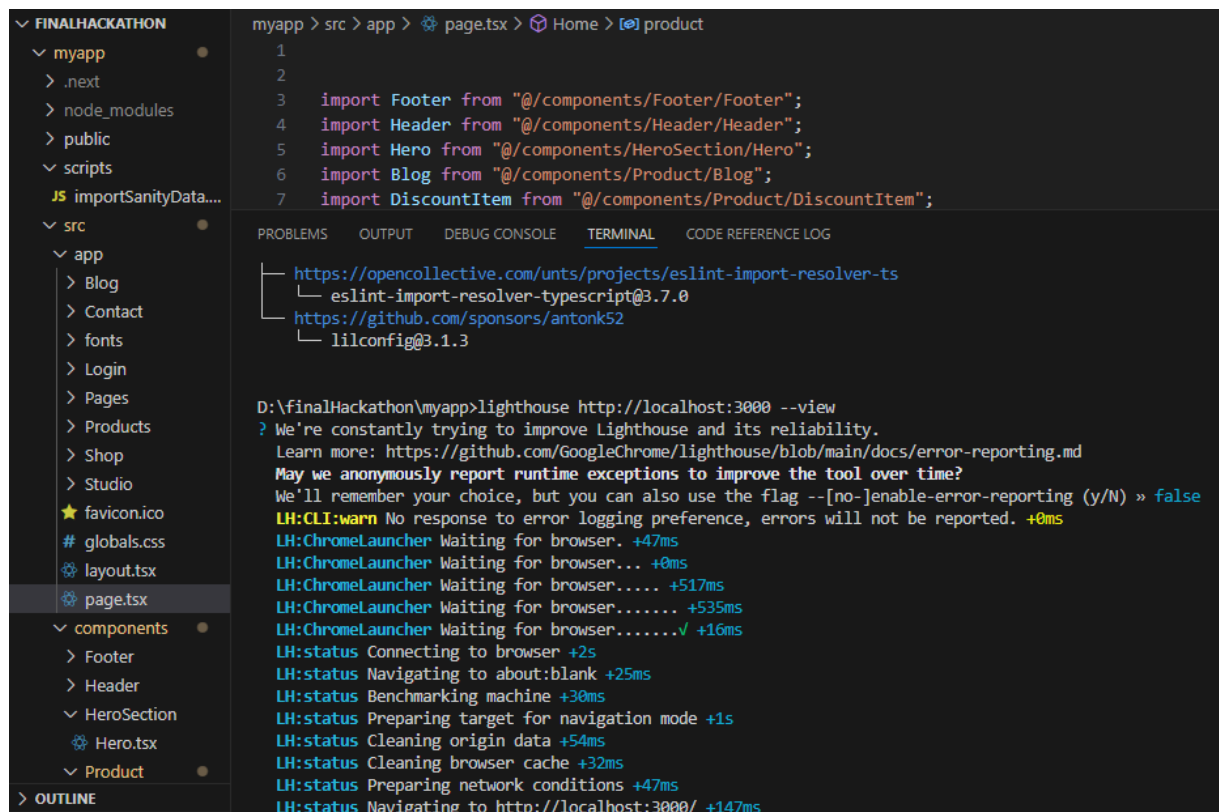 FINALHACKATHON
myapp
.next
node_modules
public
scripts
JS importSanityData....
src
app
Blog
Contact
fonts
Login
Pages
Products
Shop
Studio
favicon.ico
# globals.css
layout.tsx
page.tsx
components
Footer
Header
HeroSection
Hero.tsx
Product
OUTLINE
myapp > src > app > page.tsx > Home > product
1
2
3 import Footer from "@/components/Footer/Footer";
4 import Header from "@/components/Header/Header";
5 import Hero from "@/components/HeroSection/Hero";
6 import Blog from "@/components/Product/Blog";
7 import DiscountItem from "@/components/Product/DiscountItem";
PROBLEMS OUTPUT DEBUG CONSOLE TERMINAL CODE REFERENCE LOG
├── https://opencollective.com/unts/projects/eslint-import-resolver-ts
│ └── eslint-import-resolver-typescript@3.7.0
└── https://github.com/sponsors/antonk52
└── lilconfig@3.1.3
D:\finalHackathon\myapp>lighthouse http://localhost:3000 --view
? We're constantly trying to improve Lighthouse and its reliability.
Learn more: https://github.com/GoogleChrome/lighthouse/blob/main/docs/error-reporting.md
May we anonymously report runtime exceptions to improve the tool over time?
We'll remember your choice, but you can also use the flag --[no-]enable-error-reporting (y/N) » false
LH:CLI:warn No response to error logging preference, errors will not be reported. +0ms
LH:ChromeLauncher Waiting for browser. +47ms
LH:ChromeLauncher Waiting for browser... +0ms
LH:ChromeLauncher Waiting for browser..... +517ms
LH:ChromeLauncher Waiting for browser....... +535ms
LH:ChromeLauncher Waiting for browser.......√ +16ms
LH:status Connecting to browser +2s
LH:status Navigating to about:blank +25ms
LH:status Benchmarking machine +30ms
LH:status Preparing target for navigation mode +1s
LH:status Cleaning origin data +54ms
LH:status Cleaning browser cache +32ms
LH:status Preparing network conditions +47ms
LH:status Navigating to http://localhost:3000/ +147ms